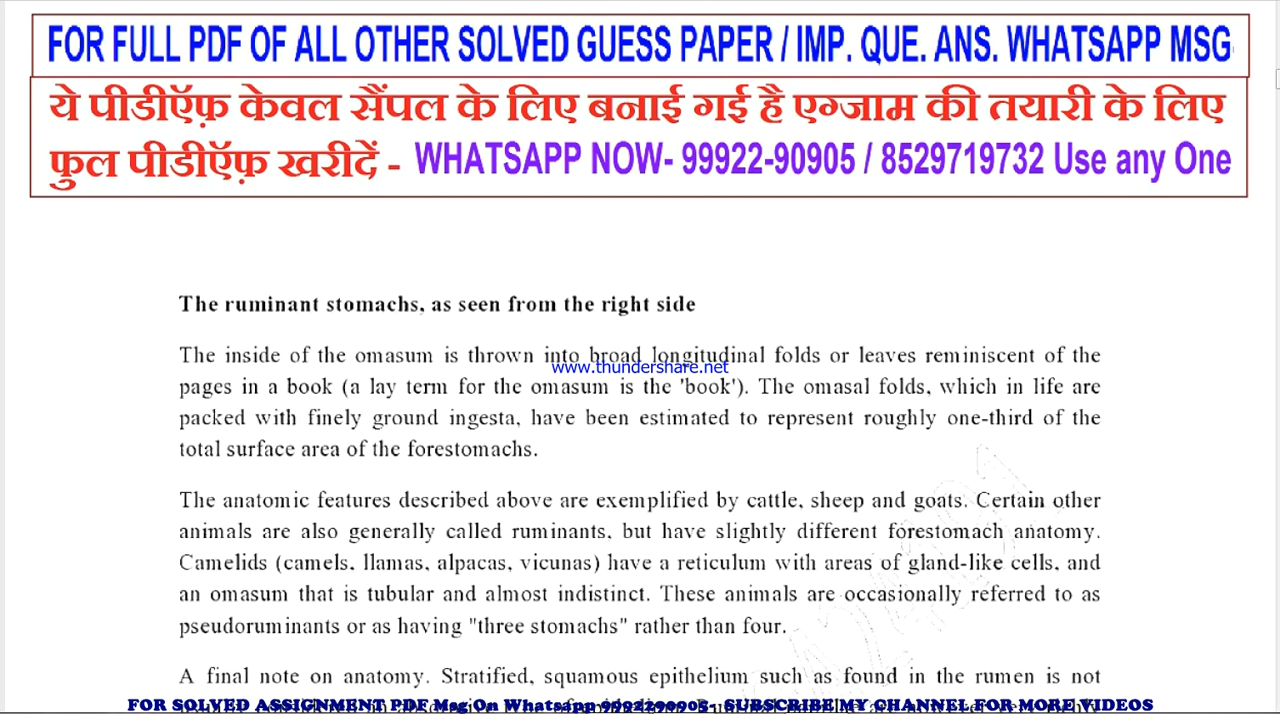 FOR FULL PDF OF ALL OTHER SOLVED GUESS PAPER / IMP. QUE. ANS. WHATSAPP MSG
ये पीडीऍफ़ केवल सैंपल के लिए बनाई गई है एग्जाम की तयारी के लिए
फुल पीडीऍफ़ खरीदें - WHATSAPP NOW- 99922-90905 / 8529719732 Use any One
The ruminant stomachs, as seen from the right side
The inside of the omasum is thrown into broad longitudinal folds or leaves reminiscent of the
www.thundershare.net
pages in a book (a lay term for the omasum is the 'book'). The omasal folds, which in life are
packed with finely ground ingesta, have been estimated to represent roughly one-third of the
total surface area of the forestomachs.
The anatomic features described above are exemplified by cattle, sheep and goats. Certain other
animals are also generally called ruminants, but have slightly different forestomach anatomy.
Camelids (camels, llamas, alpacas, vicunas) have a reticulum with areas of gland-like cells, and
an omasum that is tubular and almost indistinct. These animals are occasionally referred to as
pseudoruminants or as having "three stomachs" rather than four.
A final note on anatomy. Stratified, squamous epithelium such as found in the rumen is not
FOR SOLVED ASSIGNMENT PDF Msg On Whatsapp 9992290905- SUBSCRIBE MY CHANNEL FOR MORE VIDEOS